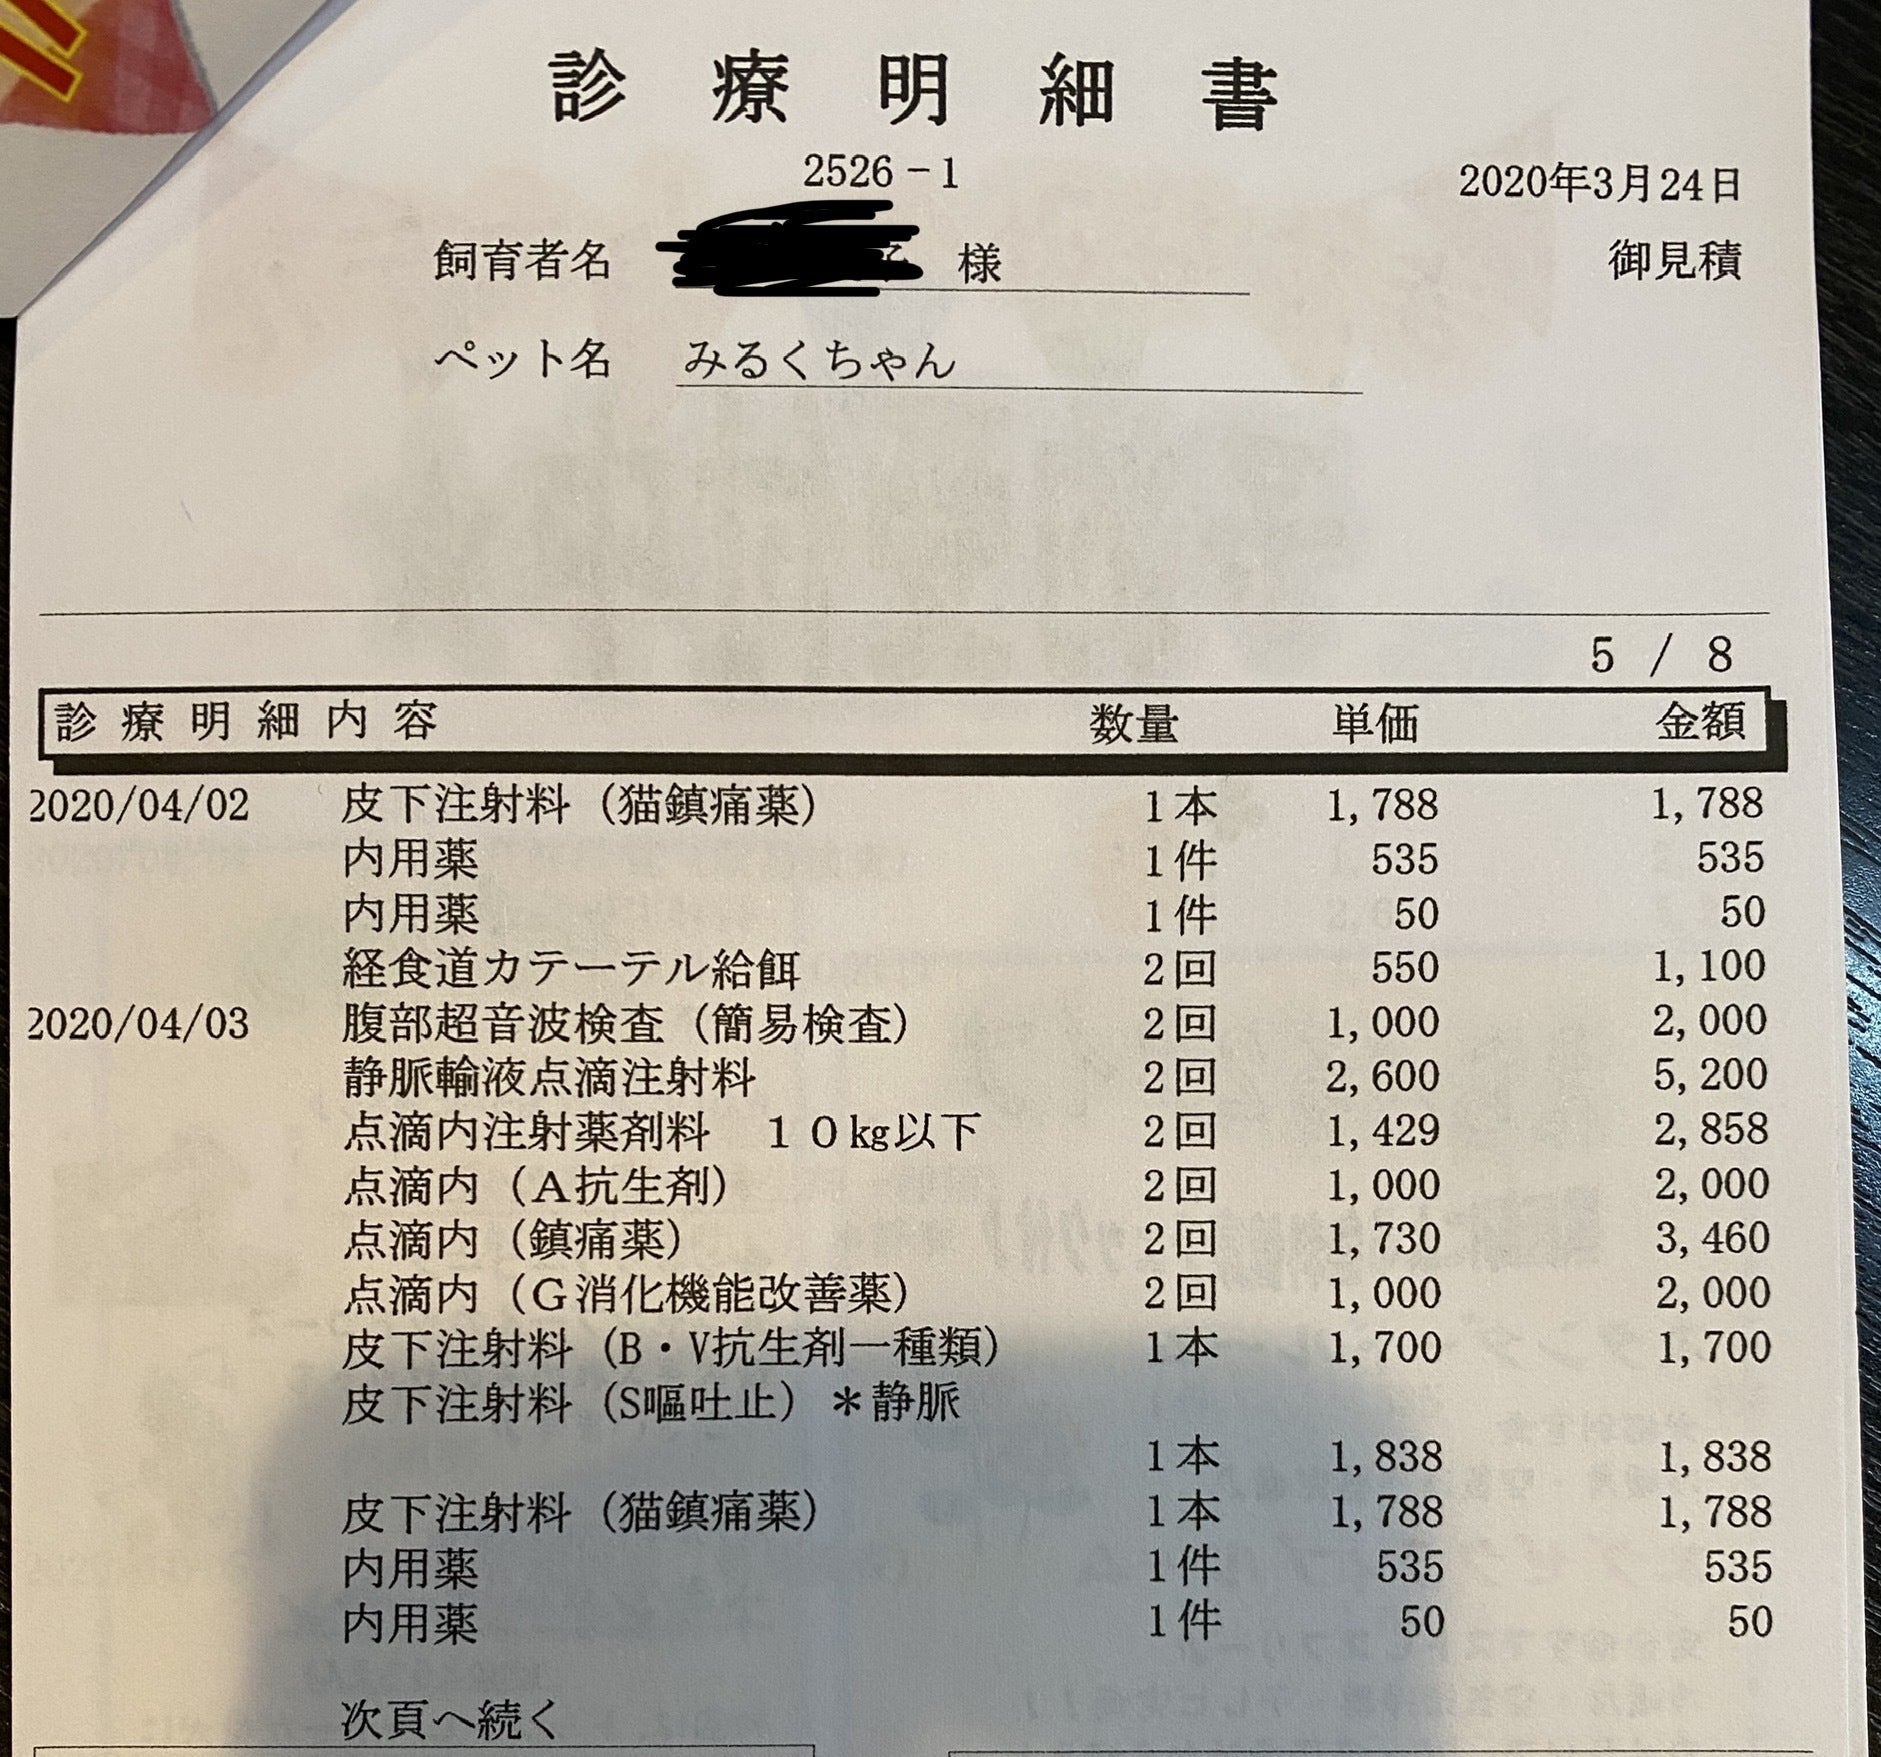 診療明細書
2526－1
2020年3月24日
飼育者名 様
御見積
ペット名 みるくちゃん
5 / 8
診療明細内容 数量 単価 金額
2020/04/02 皮下注射料（猫鎮痛薬） 1本 1,788 1,788
内用薬 1件 535 535
内用薬 1件 50 50
経食道カテーテル給餌 2回 550 1,100
2020/04/03 腹部超音波検査（簡易検査） 2回 1,000 2,000
静脈輸液点滴注射料 2回 2,600 5,200
点滴内注射薬剤料　１０㎏以下 2回 1,429 2,858
点滴内（Ａ抗生剤） 2回 1,000 2,000
点滴内（鎮痛薬） 2回 1,730 3,460
点滴内（Ｇ消化機能改善薬） 2回 1,000 2,000
皮下注射料（B・V抗生剤一種類） 1本 1,700 1,700
皮下注射料（S嘔吐止）＊静脈
1本 1,838 1,838
皮下注射料（猫鎮痛薬） 1本 1,788 1,788
内用薬 1件 535 535
内用薬 1件 50 50
次頁へ続く